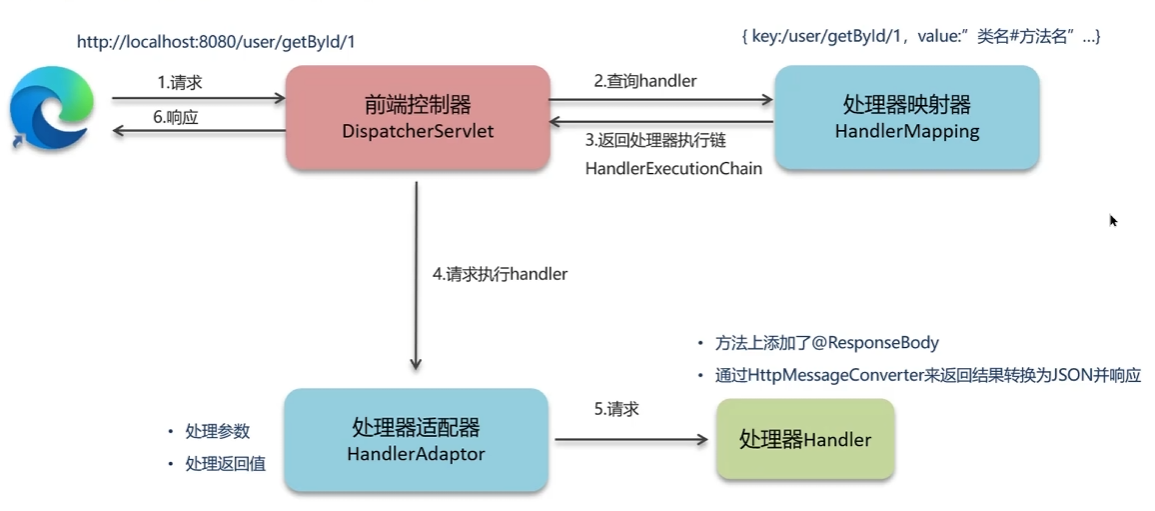 http://localhost:8080/user/getById/1
{ key:/user/getById/1，value:”类名#方法名”...}
1.请求
6.响应
前端控制器
DispatcherServlet
2.查询handler
3.返回处理器执行链
HandlerExecutionChain
处理器映射器
HandlerMapping
4.请求执行handler
• 方法上添加了@ResponseBody
• 通过HttpMessageConverter来返回结果转换为JSON并响应
• 处理参数
• 处理返回值
处理器适配器
HandlerAdaptor
5.请求
处理器Handler